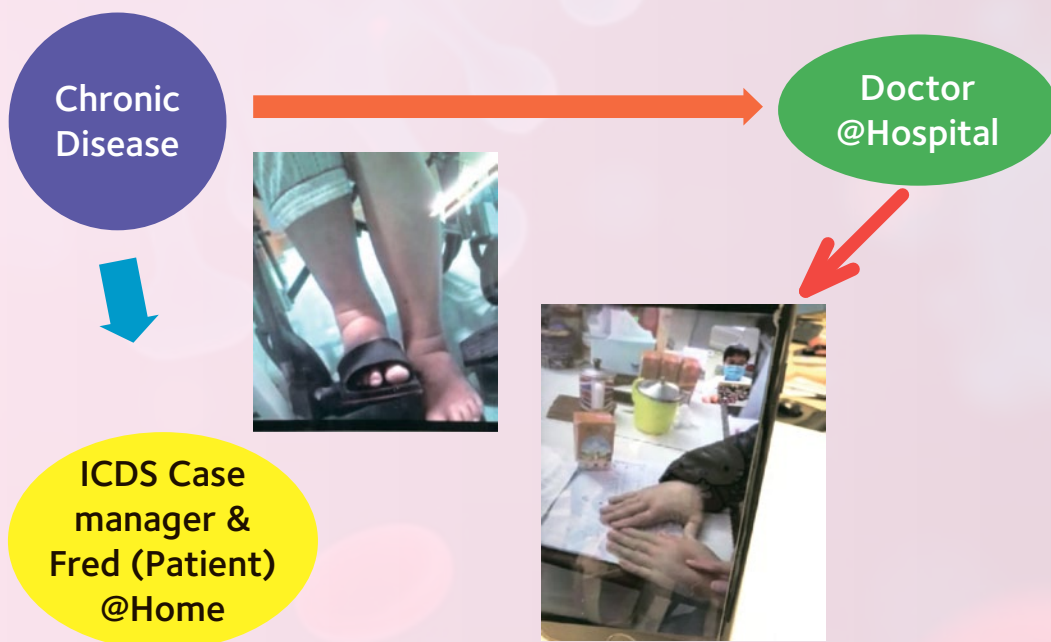 Chronic
Disease
Doctor
@Hospital
ICDS Case
manager &
Fred (Patient)
@Home